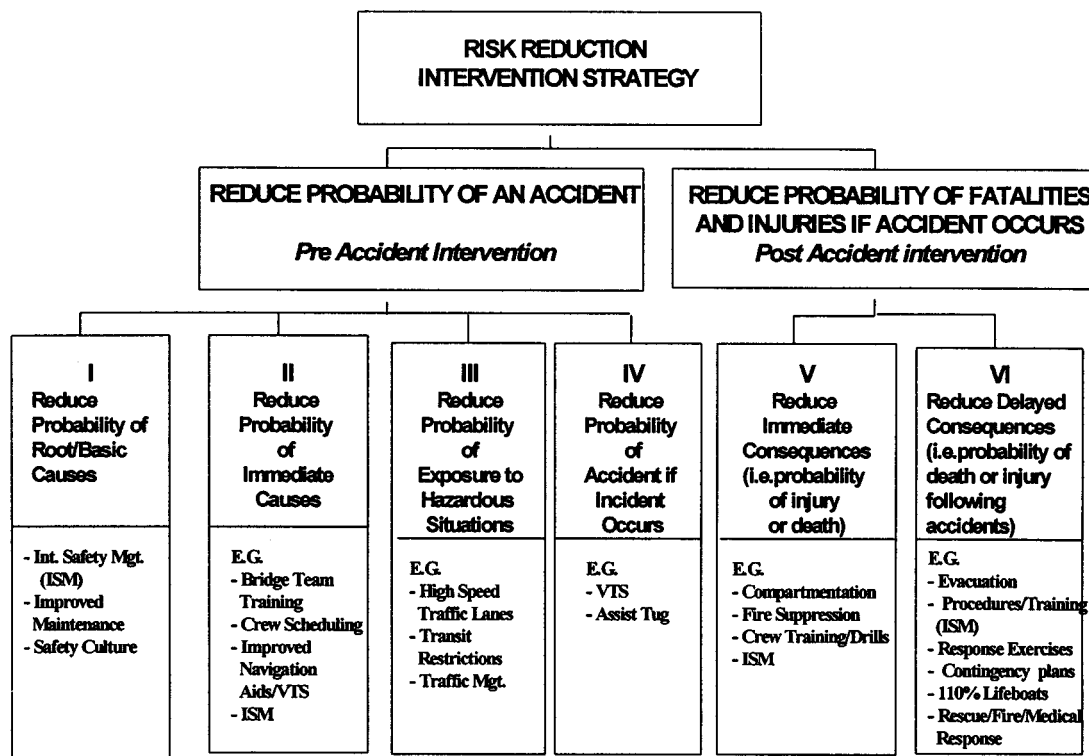 RISK REDUCTION
INTERVENTION STRATEGY
REDUCE PROBABILITY OF AN ACCIDENT
Pre Accident Intervention
REDUCE PROBABILITY OF FATALITIES
AND INJURIES IF ACCIDENT OCCURS
Post Accident intervention
I
Reduce
Probability of
Root/Basic
Causes
- Int. Safety Mgt.
(ISM)
- Improved
Maintenance
- Safety Culture
II
Reduce
Probability
of
Immediate
Causes
E.G.
- Bridge Team
Training
- Crew Scheduling
- Improved
Navigation
Aids/VTS
- ISM
III
Reduce
Probability
of
Exposure to
Hazardous
Situations
E.G.
- High Speed
Traffic Lanes
- Transit
Restrictions
- Traffic Mgt.
IV
Reduce
Probability
of
Accident if
Incident
Occurs
E.G.
- VTS
- Assist Tug
V
Reduce
Immediate
Consequences
(i.e.probability
of injury
or death)
E.G.
- Compartmentation
- Fire Suppression
- Crew Training/Drills
- ISM
VI
Reduce Delayed
Consequences
(i.e.probability of
death or injury
following
accidents)
E.G.
- Evacuation
- Procedures/Training
(ISM)
- Response Exercises
- Contingency plans
- 110% Lifeboats
- Rescue/Fire/Medical
Response